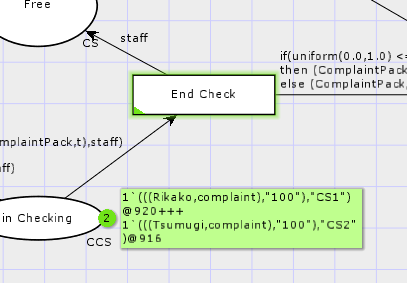 Free
CS
staff
if(uniform(0.0,1.0) <=
then (ComplaintPack
else (ComplaintPack,
End Check
mplaintPack,t),staff)
ff)
in Checking
2
CCS
1`(((Rikako,complaint),"100"),"CS1")
@920+++
1`(((Tsumugi,complaint),"100"),"CS2"
)@916